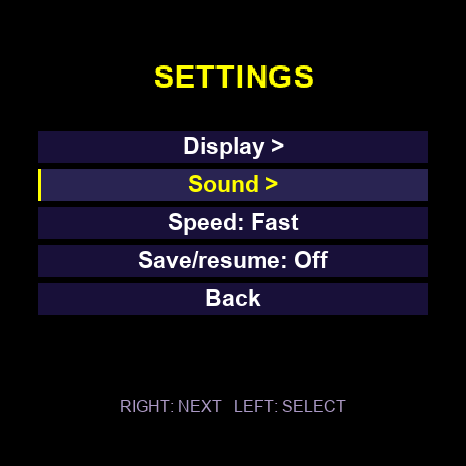 SETTINGS
Display >
Sound >
Speed: Fast
Save/resume: Off
Back
RIGHT: NEXT LEFT: SELECT